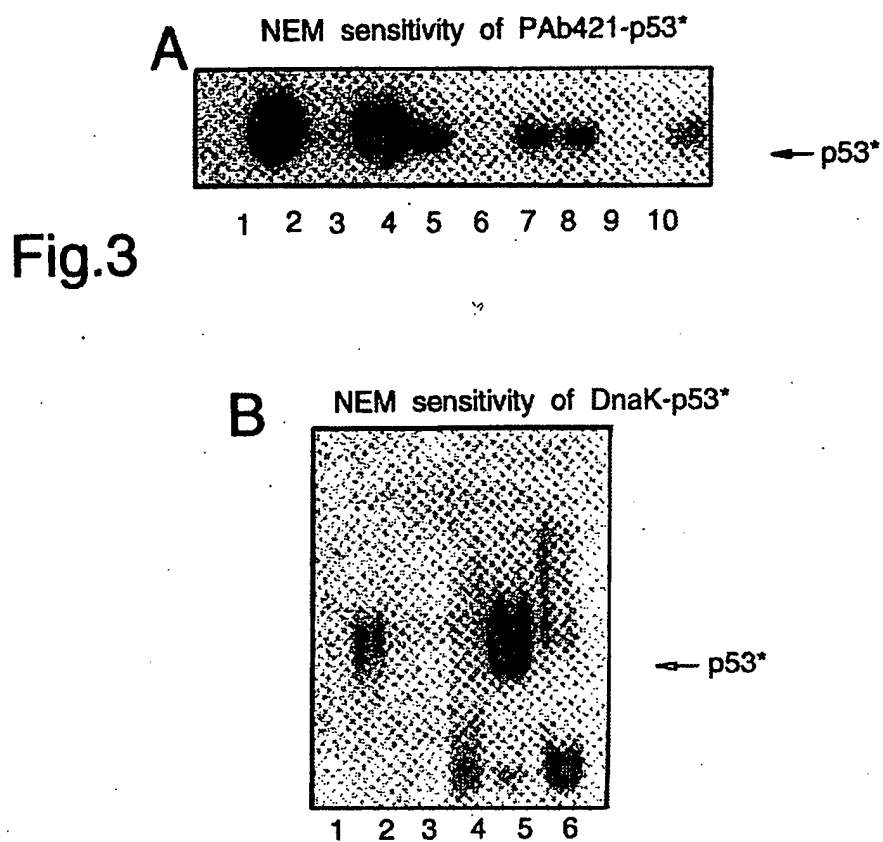 A
NEM sensitivity of PAb421-p53*
p53*
1 2 3 4 5 6 7 8 9 10
Fig.3
B
NEM sensitivity of DnaK-p53*
p53*
1 2 3 4 5 6